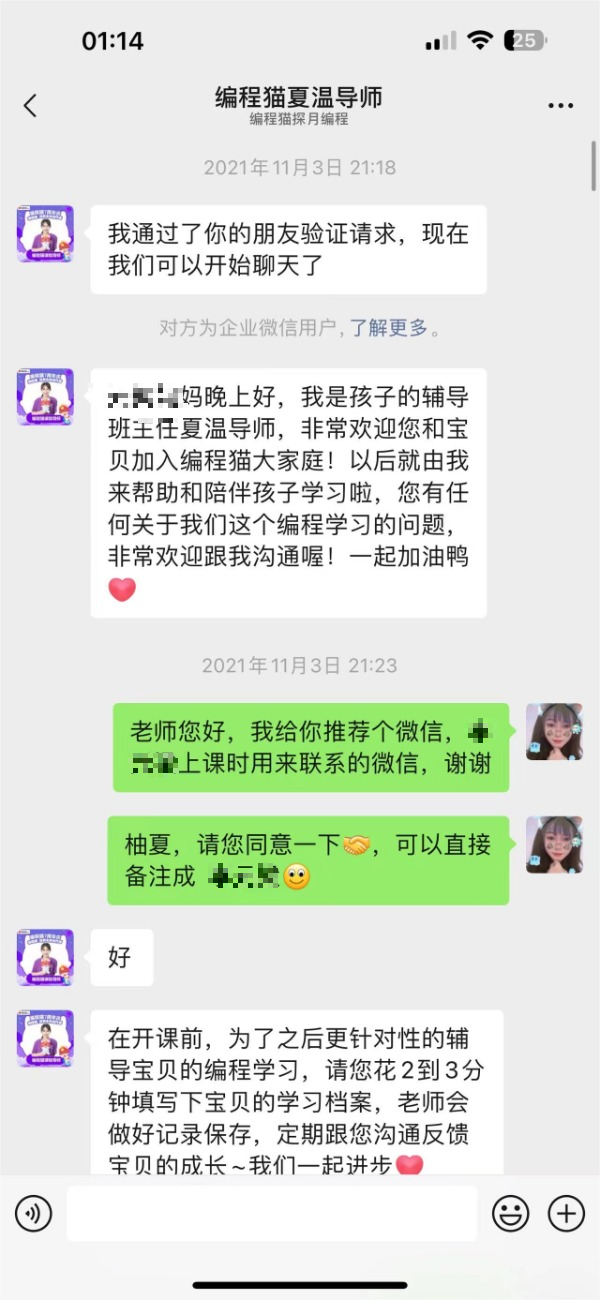 01:14
25
编程猫夏温导师
编程猫探月编程
2021年11月3日 21:18
我通过了你的朋友验证请求，现在
我们可以开始聊天了
对方为企业微信用户，了解更多。
妈晚上好，我是孩子的辅导
班主任夏温导师，非常欢迎您和宝
贝加入编程猫大家庭！以后就由我
来帮助和陪伴孩子学习啦，您有任
何关于我们这个编程学习的问题，
非常欢迎跟我沟通喔！一起加油鸭
❤️
2021年11月3日 21:23
老师您好，我给你推荐个微信，
上课时用来联系的微信，谢谢
柚夏，请您同意一下🤝，可以直接
备注成 🙂
好
在开课前，为了之后更针对性的辅
导宝贝的编程学习，请您花2到3分
钟填写下宝贝的学习档案，老师会
做好记录保存，定期跟您沟通反馈
宝贝的成长~我们一起进步❤️